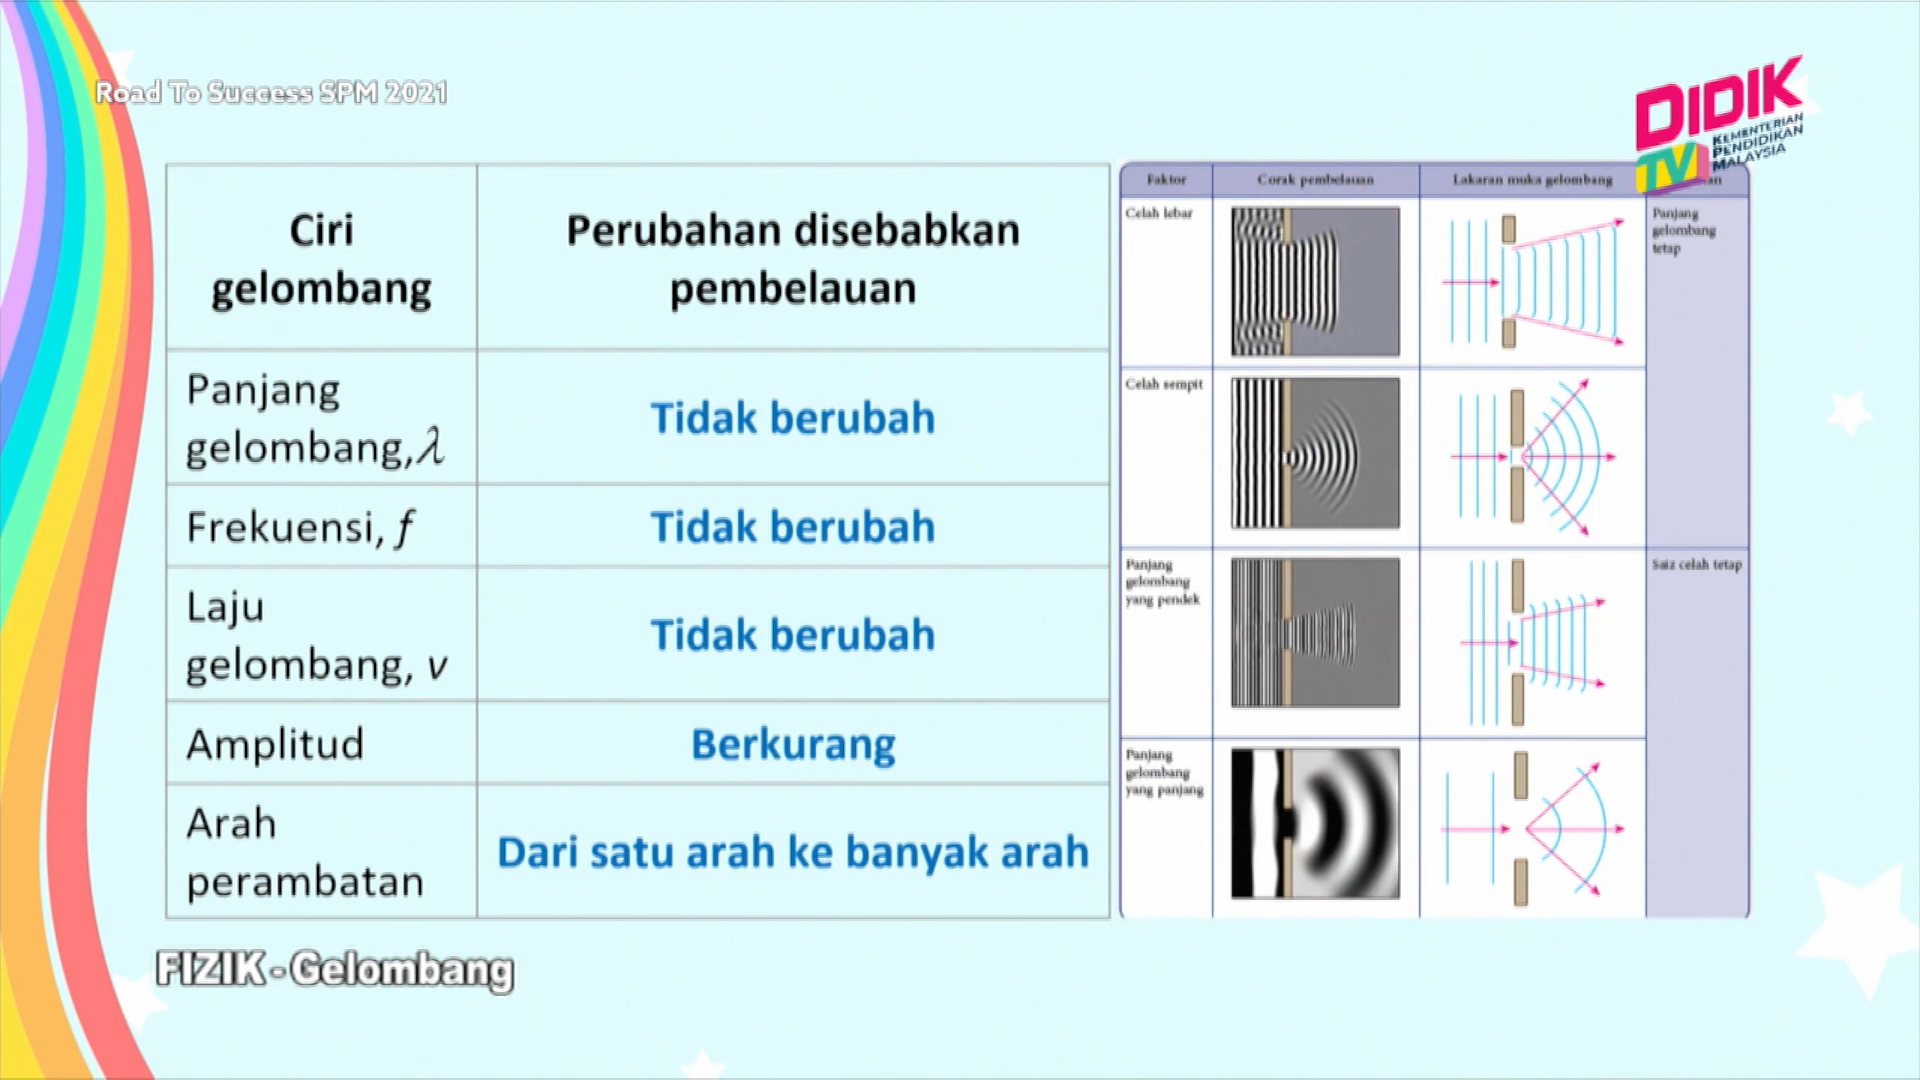 Road To Success SPM 2021
DIDIK
TV
KEMENTERIAN
PENDIDIKAN
MALAYSIA
Ciri
gelombang
Perubahan disebabkan
pembelauan
Panjang
gelombang, λ
Tidak berubah
Frekuensi, f
Tidak berubah
Laju
gelombang, v
Tidak berubah
Amplitud
Berkurang
Arah
perambatan
Dari satu arah ke banyak arah
Faktor
Corak pembelauan
Lakaran muka gelombang
Celah lebar
Panjang
gelombang
tetap
Celah sempit
Panjang
gelombang
yang pendek
Saiz celah tetap
Panjang
gelombang
yang panjang
FIZIK - Gelombang